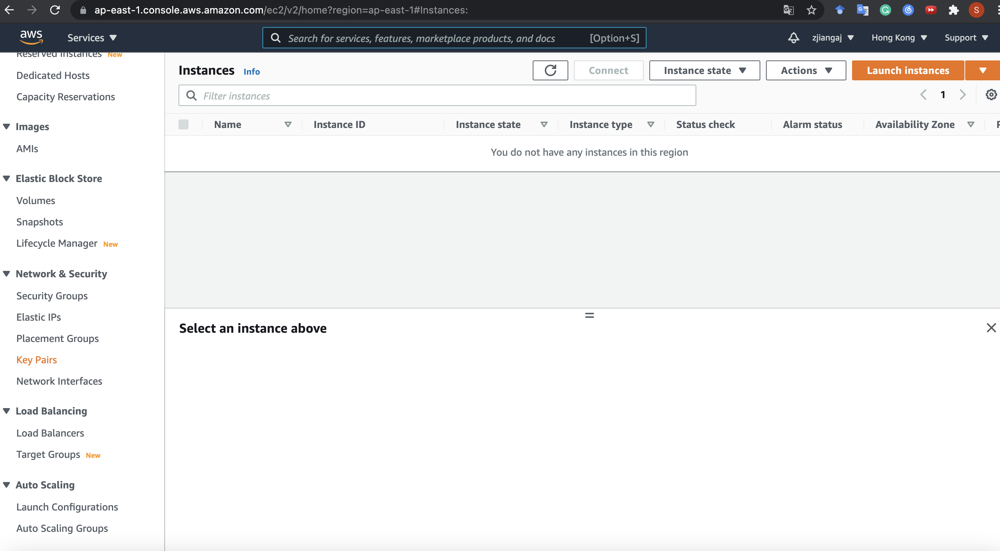 ap-east-1.console.aws.amazon.com/ec2/v2/home?region=ap-east-1#Instances:
S
aws
Services
Search for services, features, marketplace products, and docs
[Option+S]
zjiangaj
Hong Kong
Support
Reserved Instances New
Dedicated Hosts
Capacity Reservations
Images
AMIs
Elastic Block Store
Volumes
Snapshots
Lifecycle Manager New
Network & Security
Security Groups
Elastic IPs
Placement Groups
Key Pairs
Network Interfaces
Load Balancing
Load Balancers
Target Groups New
Auto Scaling
Launch Configurations
Auto Scaling Groups
Instances Info
Connect
Instance state
Actions
Launch instances
Filter instances
1
Name
Instance ID
Instance state
Instance type
Status check
Alarm status
Availability Zone
You do not have any instances in this region
Select an instance above